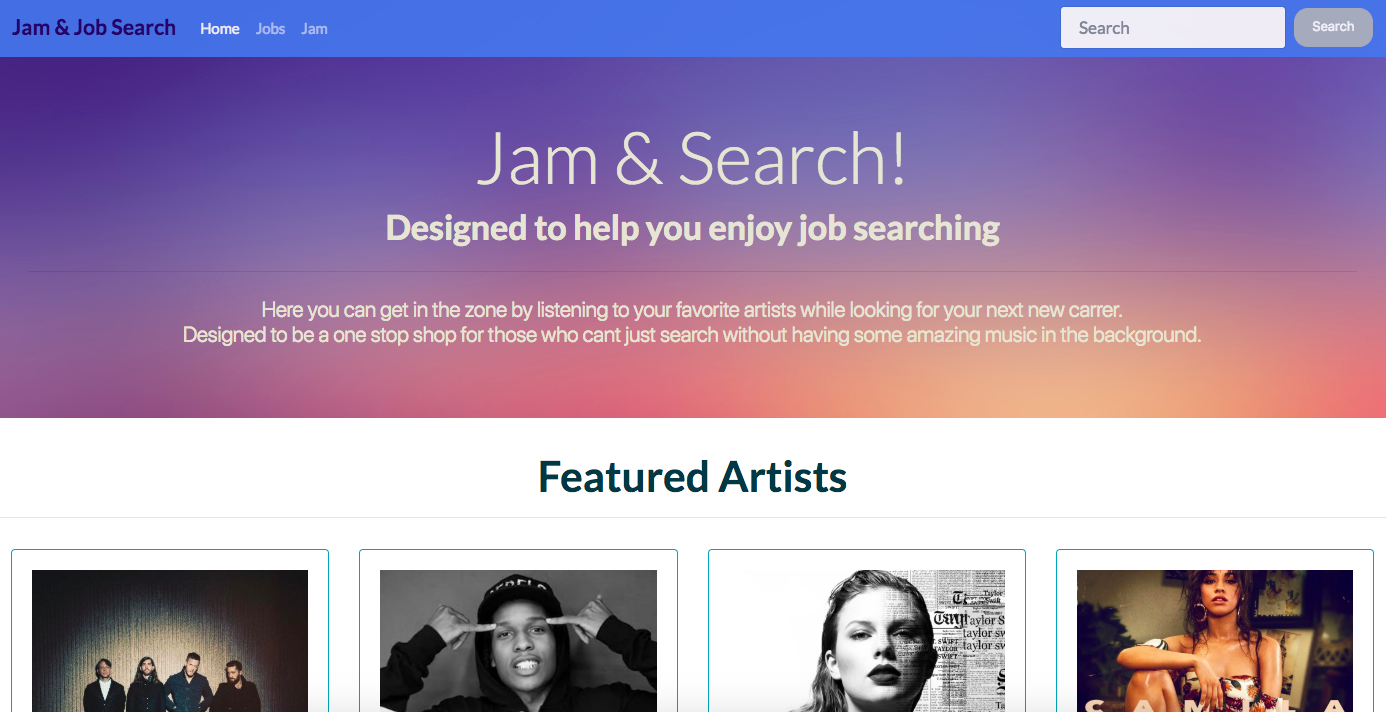 Jam & Job Search
Home
Jobs
Jam
Search
Search
Jam & Search!
Designed to help you enjoy job searching
Here you can get in the zone by listening to your favorite artists while looking for your next new carrer.
Designed to be a one stop shop for those who cant just search without having some amazing music in the background.
Featured Artists